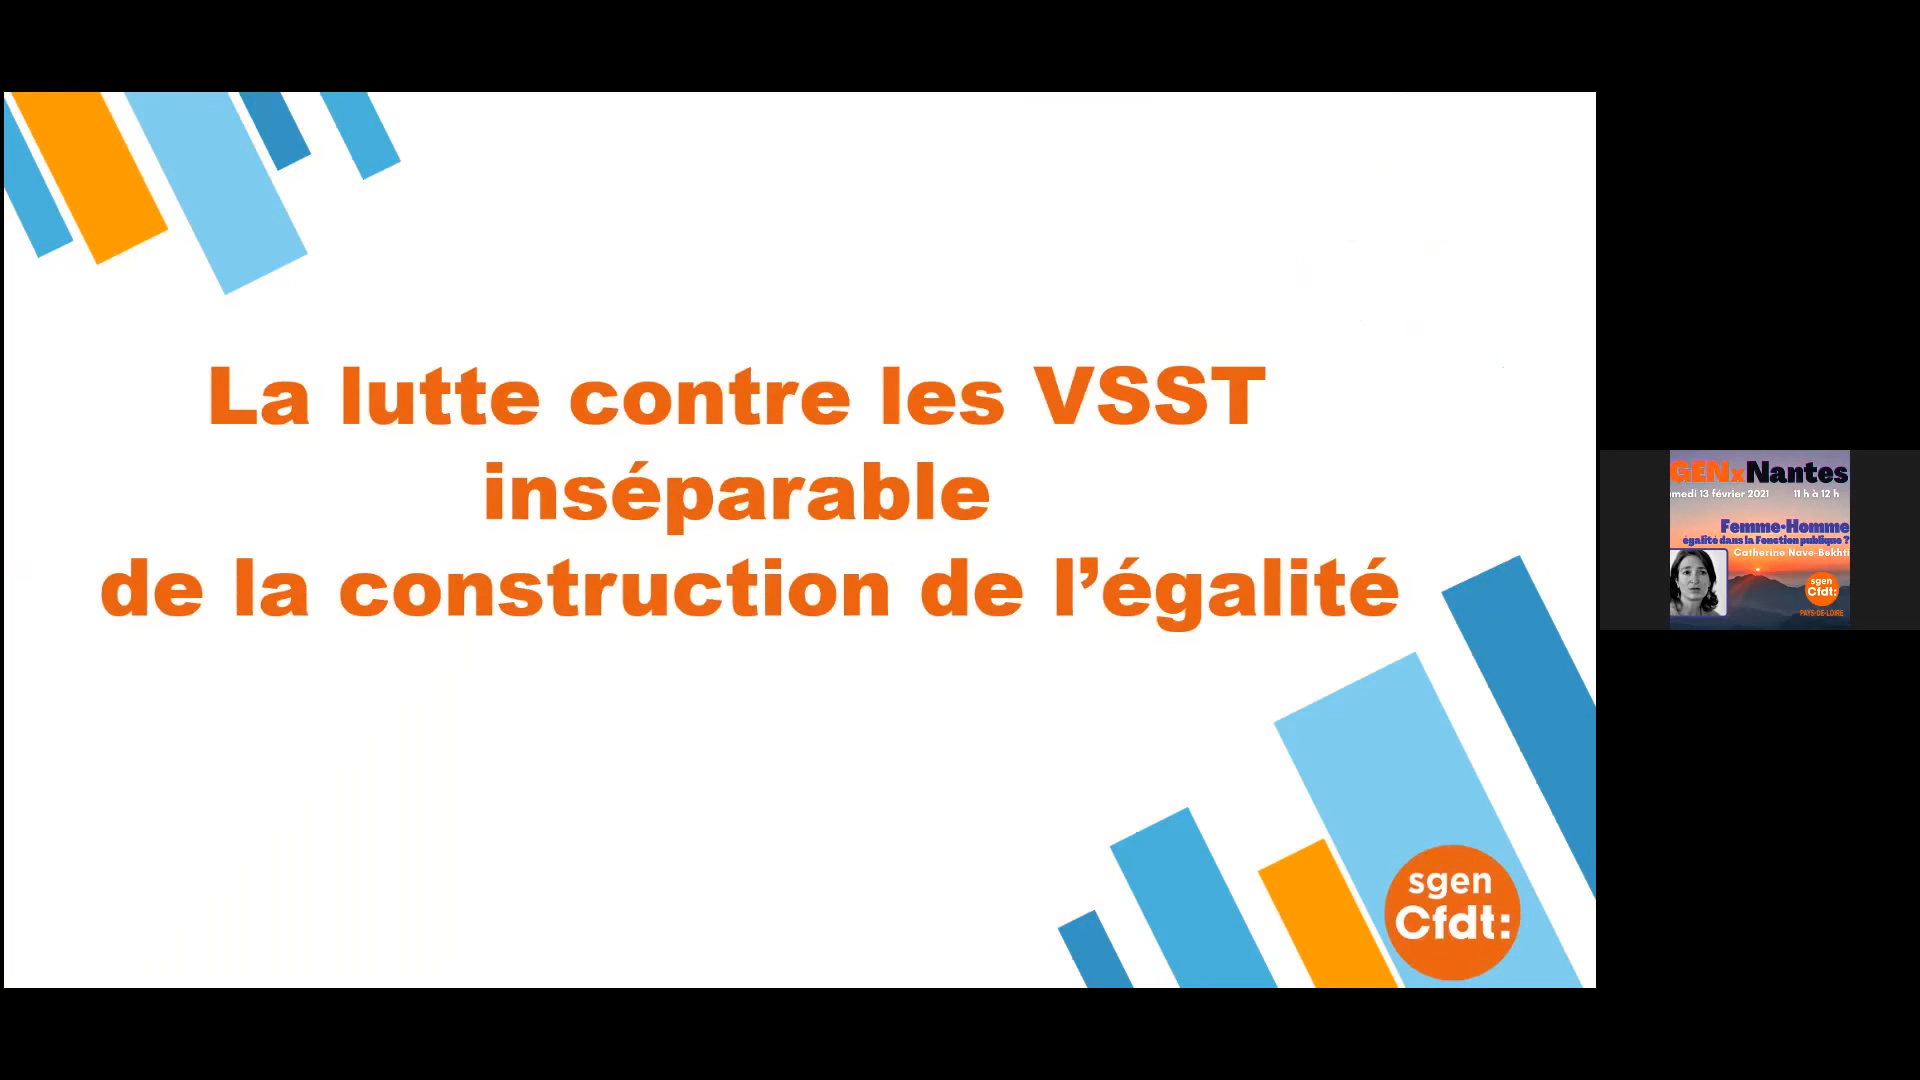 La lutte contre les VSST
inséparable
de la construction de l’égalité
sgen
Cfdt:
GENxNantes
medi 13 février 2021 11 h à 12 h
Femme•Homme
égalité dans la Fonction publique ?
Catherine Nave-Bekhti
sgen
Cfdt:
PAYS-DE-LOIRE